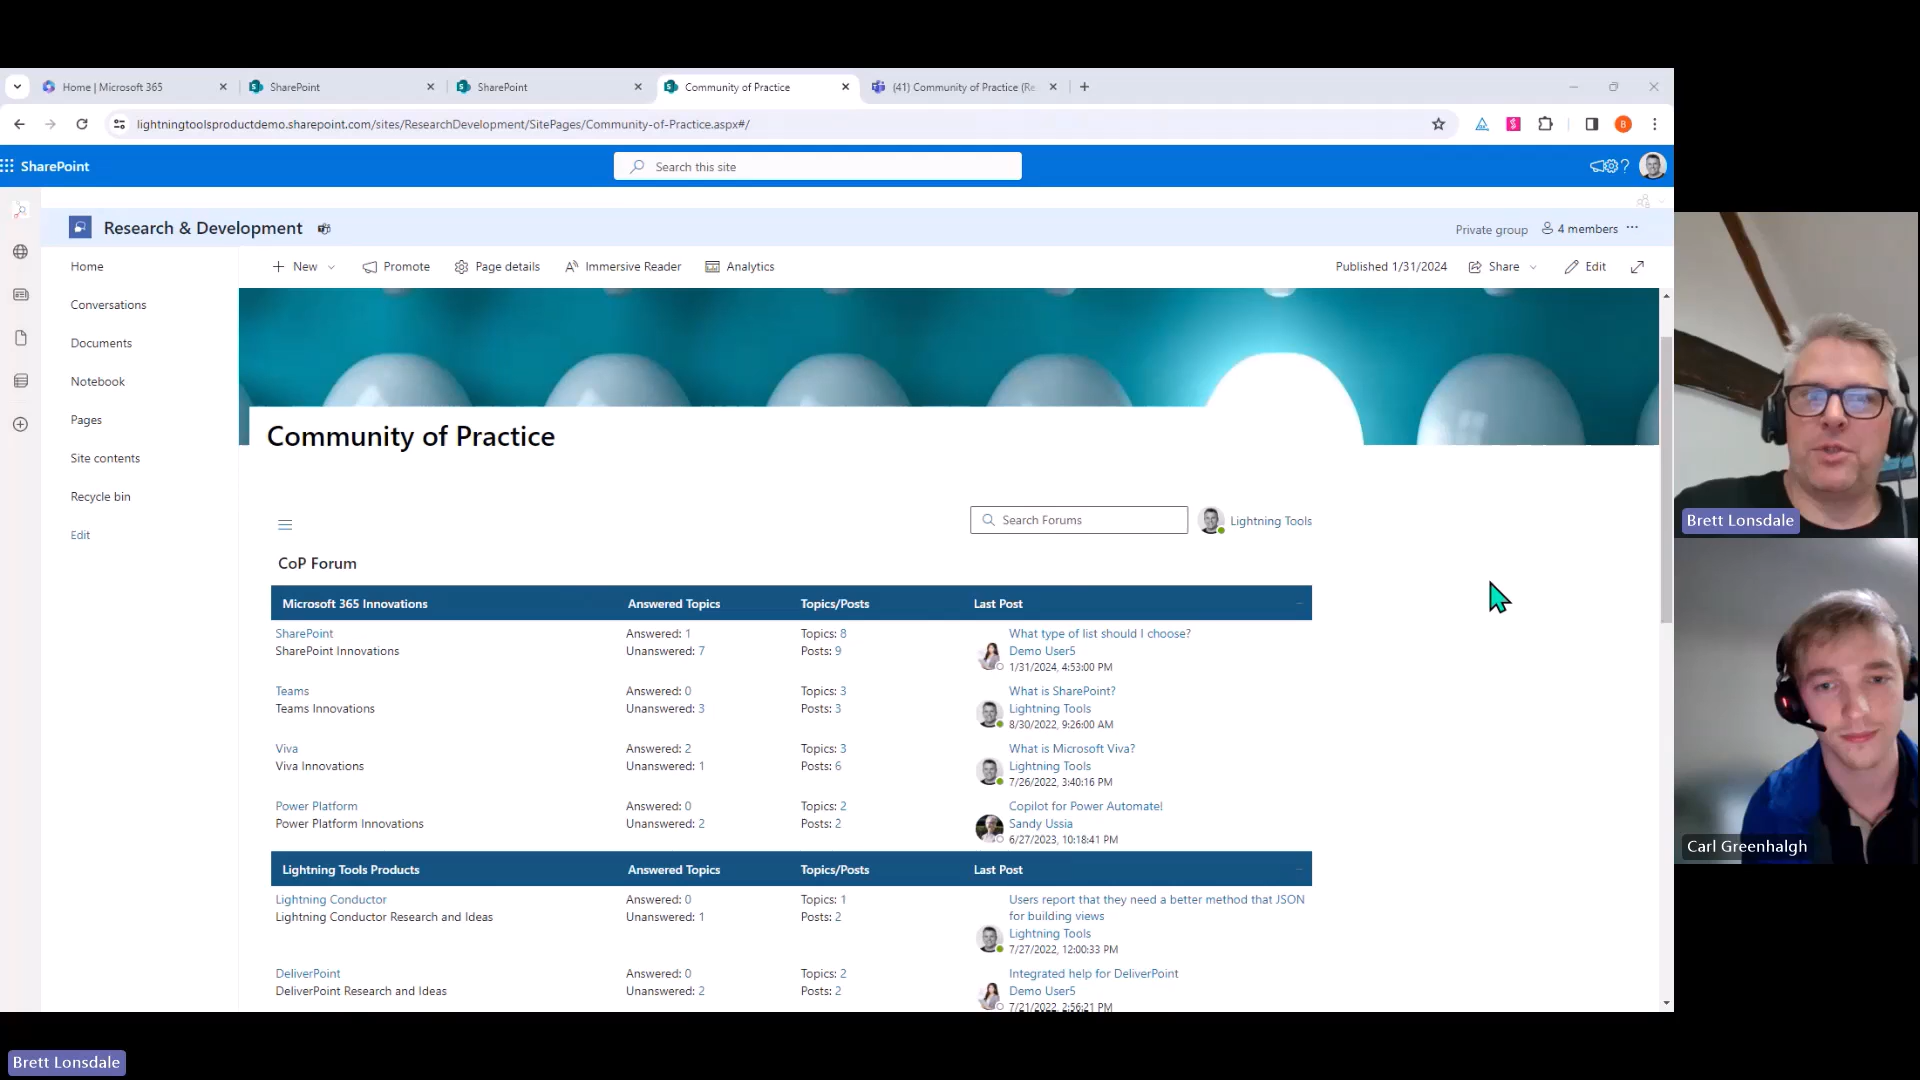 Home | Microsoft 365
SharePoint
SharePoint
Community of Practice
(41) Community of Practice (Re
lightningtoolsproductdemo.sharepoint.com/sites/ResearchDevelopment/SitePages/Community-of-Practice.aspx#/
B
SharePoint
Search this site
?
Research & Development
Private group
4 members
Home
New
Promote
Page details
Immersive Reader
Analytics
Published 1/31/2024
Share
Edit
Conversations
Documents
Notebook
Pages
Site contents
Recycle bin
Edit
Community of Practice
Search Forums
Lightning Tools
CoP Forum
Microsoft 365 Innovations Answered Topics Topics/Posts Last Post
SharePoint Answered: 1 Topics: 8 What type of list should I choose?
SharePoint Innovations Unanswered: 7 Posts: 9 Demo User5
1/31/2024, 4:53:00 PM
Teams Answered: 0 Topics: 3 What is SharePoint?
Teams Innovations Unanswered: 3 Posts: 3 Lightning Tools
8/30/2022, 9:26:00 AM
Viva Answered: 2 Topics: 3 What is Microsoft Viva?
Viva Innovations Unanswered: 1 Posts: 6 Lightning Tools
7/26/2022, 3:40:16 PM
Power Platform Answered: 0 Topics: 2 Copilot for Power Automate!
Power Platform Innovations Unanswered: 2 Posts: 2 Sandy Ussia
6/27/2023, 10:18:41 PM
Lightning Tools Products Answered Topics Topics/Posts Last Post
Lightning Conductor Answered: 0 Topics: 1 Users report that they need a better method that JSON
Lightning Conductor Research and Ideas Unanswered: 1 Posts: 2 for building views
Lightning Tools
7/27/2022, 12:00:33 PM
DeliverPoint Answered: 0 Topics: 2 Integrated help for DeliverPoint
DeliverPoint Research and Ideas Unanswered: 2 Posts: 2 Demo User5
7/21/2022, 2:56:21 PM
Brett Lonsdale
Carl Greenhalgh
Brett Lonsdale